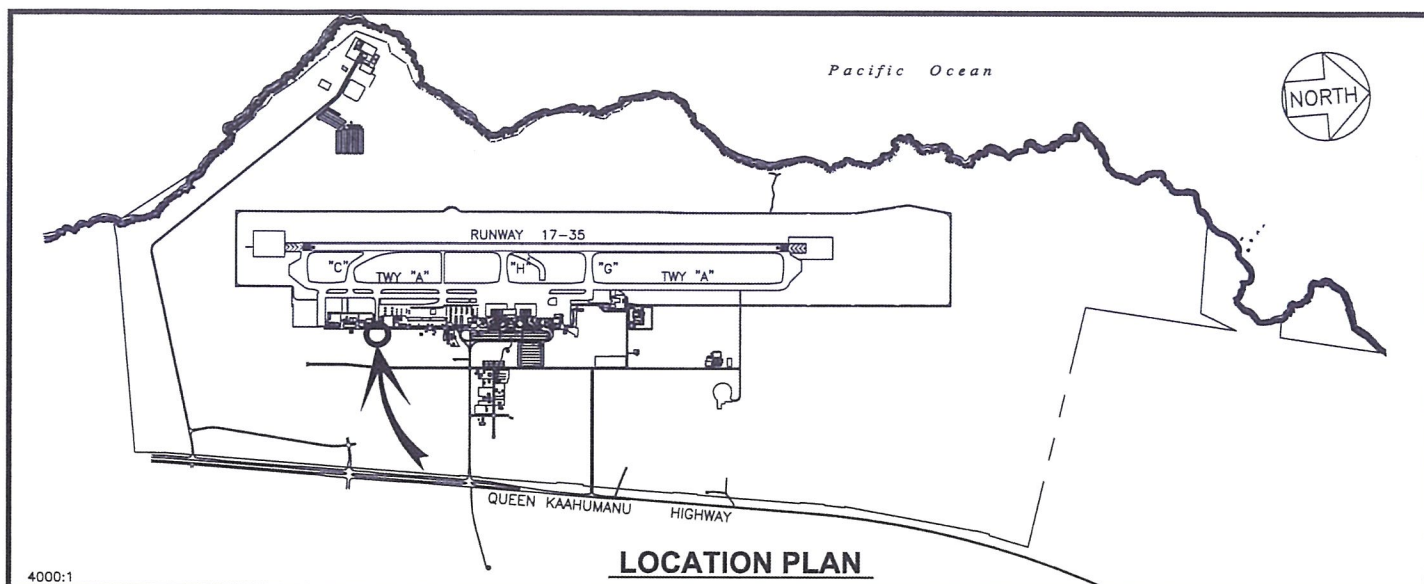 Pacific Ocean
NORTH
RUNWAY 17-35
"C"
TWY "A"
"H"
"G"
TWY "A"
QUEEN KAAHUMANU HIGHWAY
LOCATION PLAN
4000:1